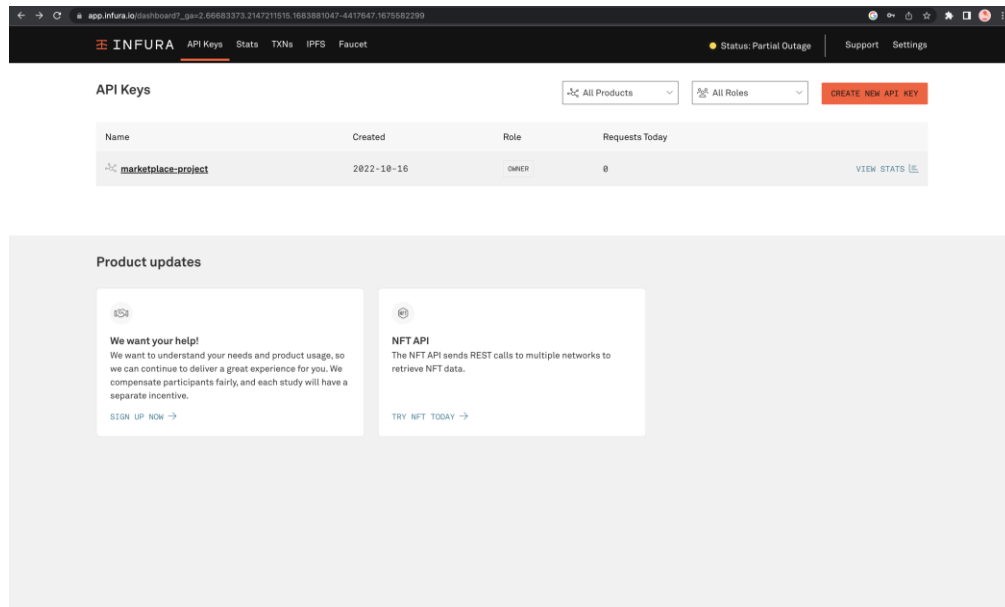 app.infura.io/dashboard?_ga=2.66683373.2147211515.1683881047-4417647.1675582299
INFURA API Keys Stats TXNs IPFS Faucet Status: Partial Outage Support Settings
API Keys All Products All Roles CREATE NEW API KEY
Name Created Role Requests Today
marketplace-project 2022-10-16 OWNER 0 VIEW STATS
Product updates
We want your help!
We want to understand your needs and product usage, so
we can continue to deliver a great experience for you. We
compensate participants fairly, and each study will have a
separate incentive.
SIGN UP NOW →
NFT
NFT API
The NFT API sends REST calls to multiple networks to
retrieve NFT data.
TRY NFT TODAY →